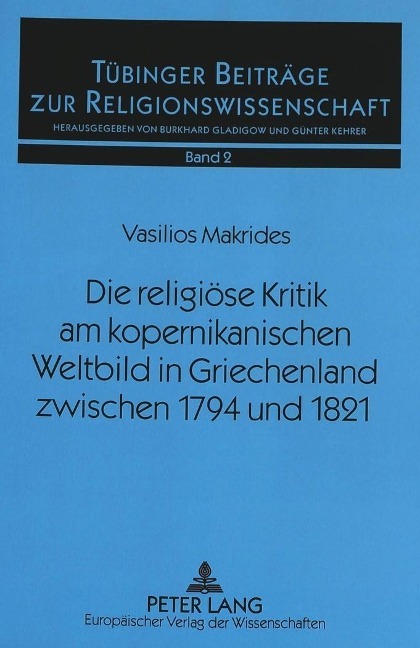 TÜBINGER BEITRÄGE
ZUR RELIGIONSWISSENSCHAFT
HERAUSGEGEBEN VON BURKHARD GLADIGOW UND GÜNTER KEHRER
Band 2
Vasilios Makrides
Die religiöse Kritik
am kopernikanischen
Weltbild in Griechenland
zwischen 1794 und 1821
PETER LANG
Europäischer Verlag der Wissenschaften